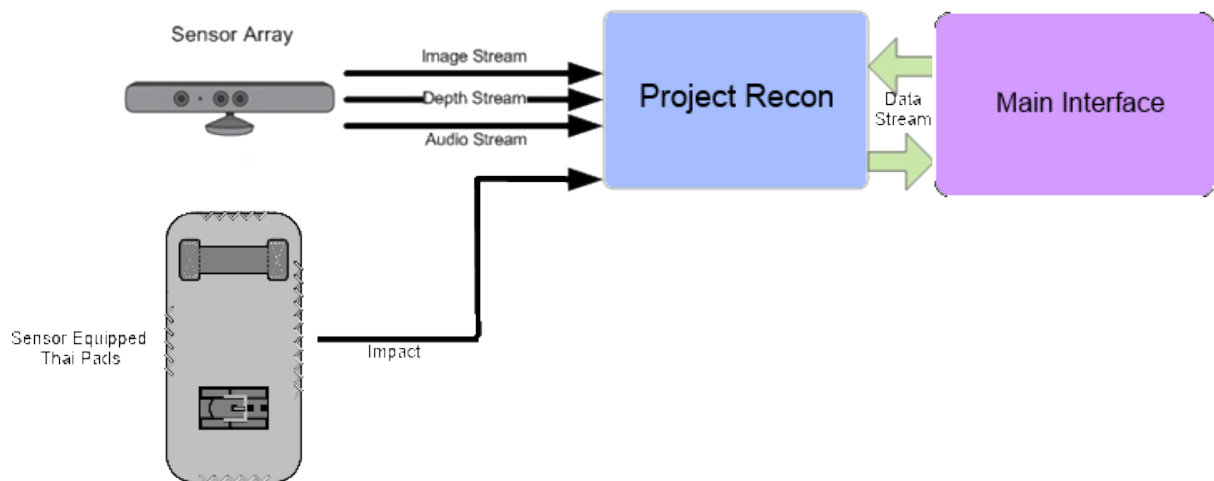 Sensor Array
Image Stream
Depth Stream
Audio Stream
Project Recon
Data
Stream
Main Interface
Sensor Equipped
Thai Pads
Impact